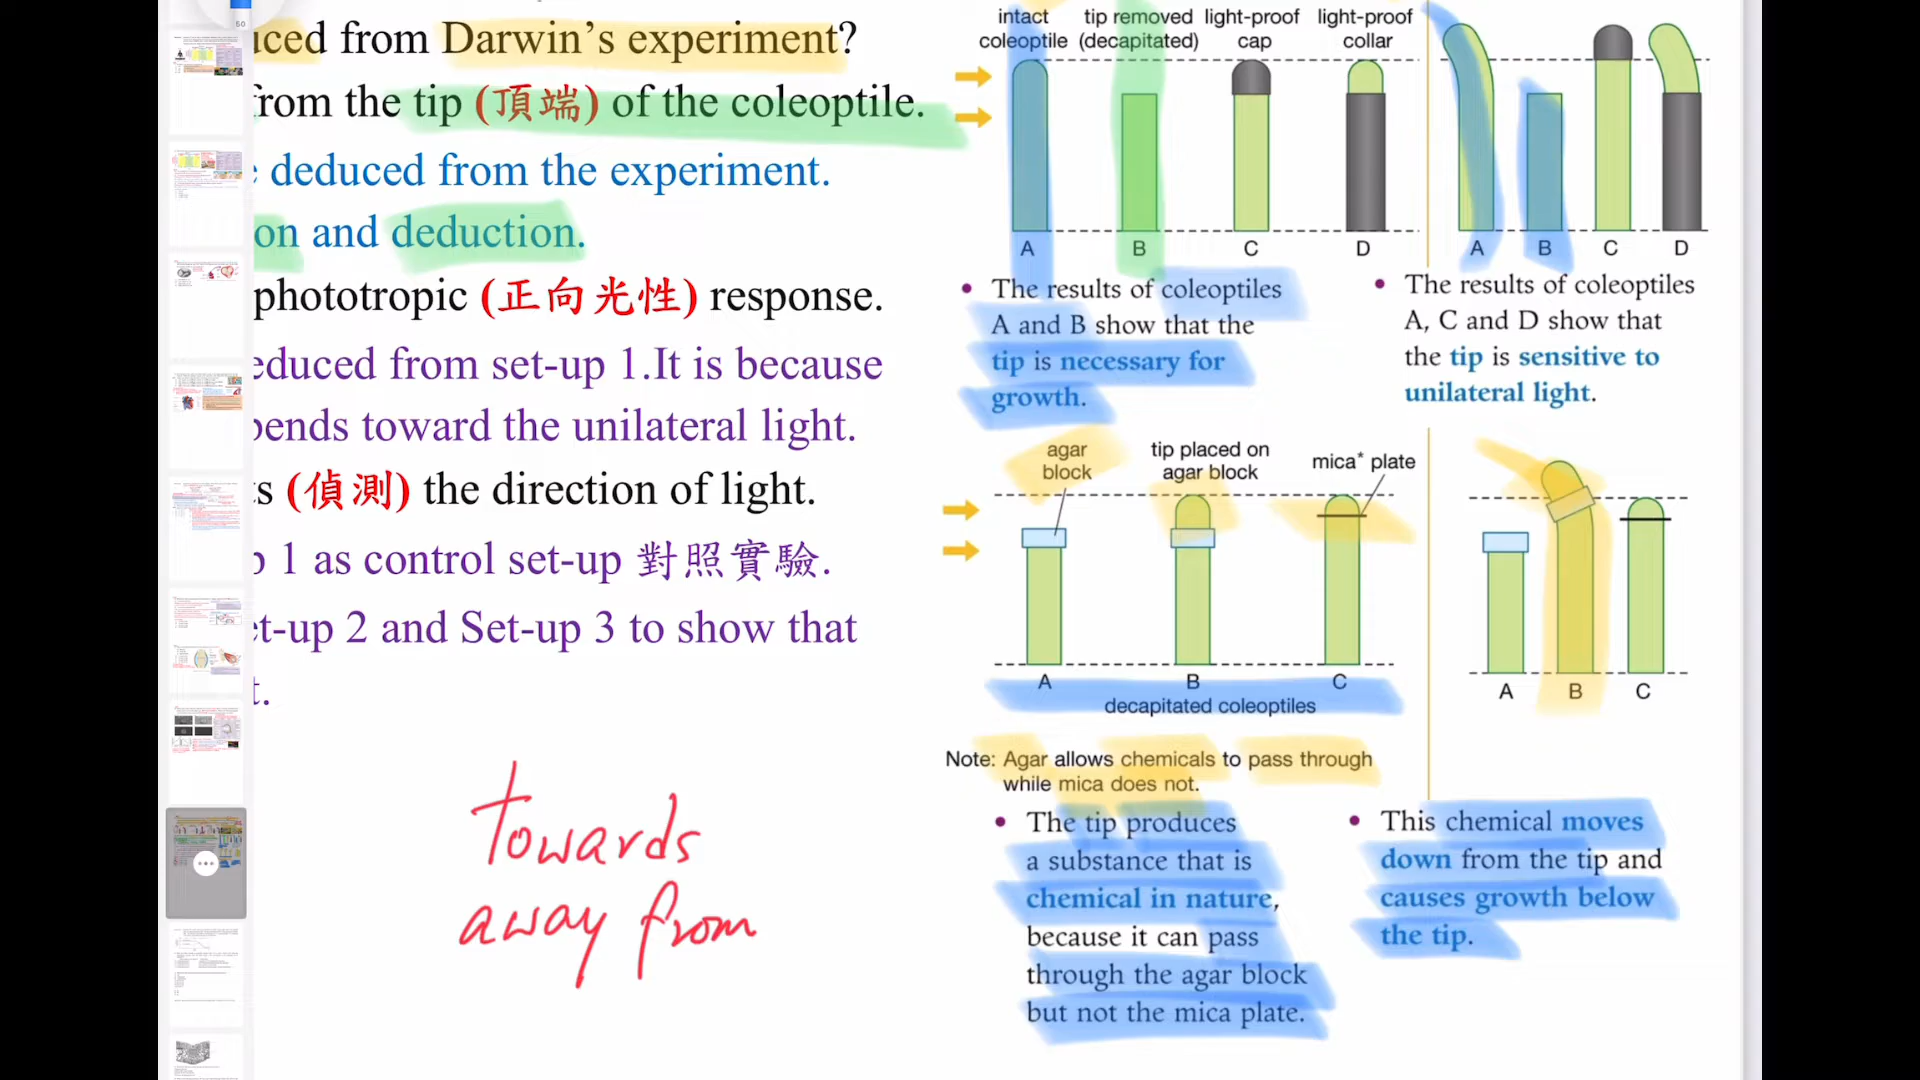 50
uced from Darwin's experiment?
from the tip (頂端) of the coleoptile.
deduced from the experiment.
on and deduction.
phototropic (正向光性) response.
educed from set-up 1.It is because
bends toward the unilateral light.
ts (偵測) the direction of light.
p 1 as control set-up 對照實驗.
et-up 2 and Set-up 3 to show that
t.
towards
away from
intact coleoptile
tip removed (decapitated)
light-proof cap
light-proof collar
A B C D
A B C D
• The results of coleoptiles
A and B show that the
tip is necessary for
growth.
• The results of coleoptiles
A, C and D show that
the tip is sensitive to
unilateral light.
agar block
tip placed on agar block
mica* plate
A B C
decapitated coleoptiles
A B C
Note: Agar allows chemicals to pass through
while mica does not.
• The tip produces
a substance that is
chemical in nature,
because it can pass
through the agar block
but not the mica plate.
• This chemical moves
down from the tip and
causes growth below
the tip.